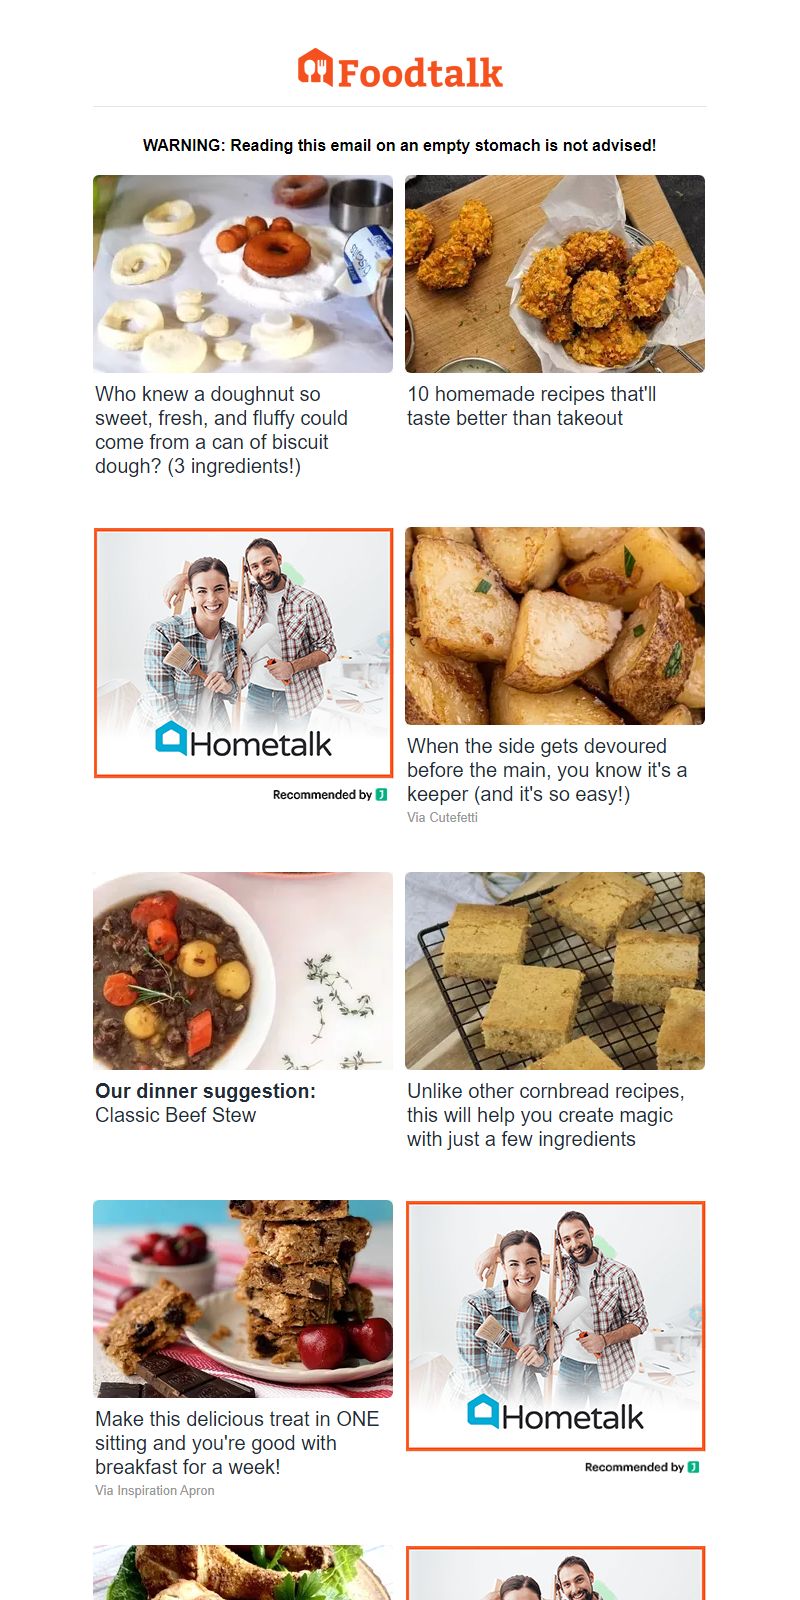 Foodtalk
WARNING: Reading this email on an empty stomach is not advised!
Who knew a doughnut so
sweet, fresh, and fluffy could
come from a can of biscuit
dough? (3 ingredients!)
10 homemade recipes that'll
taste better than takeout
Hometalk
Recommended by
When the side gets devoured
before the main, you know it's a
keeper (and it's so easy!)
Via Cutefetti
Our dinner suggestion:
Classic Beef Stew
Unlike other cornbread recipes,
this will help you create magic
with just a few ingredients
Make this delicious treat in ONE
sitting and you're good with
breakfast for a week!
Via Inspiration Apron
Hometalk
Recommended by